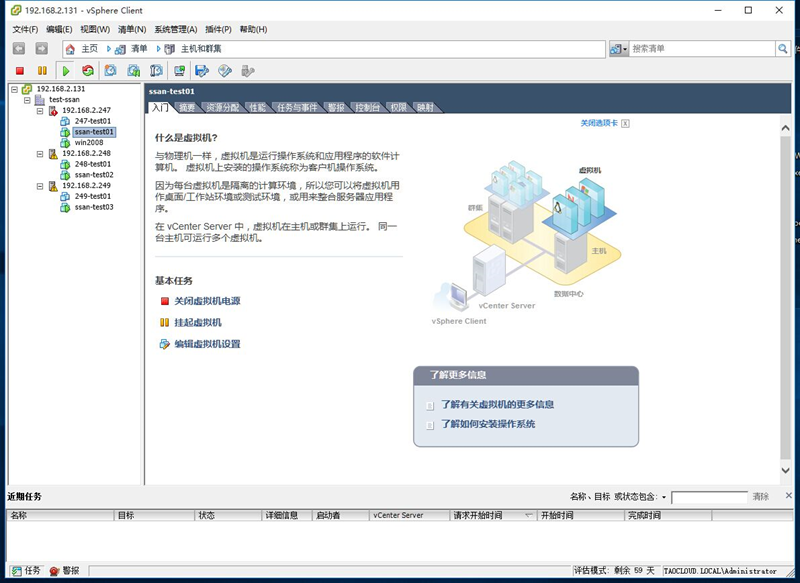 192.168.2.131 - vSphere Client
文件(F) 编辑(E) 视图(W) 清单(N) 系统管理(A) 插件(P) 帮助(H)
主页 清单 主机和群集 搜索清单
192.168.2.131
test-ssan
192.168.2.247
247-test01
ssan-test01
win2008
192.168.2.248
248-test01
ssan-test02
192.168.2.249
249-test01
ssan-test03
ssan-test01
入门 摘要 资源分配 性能 任务与事件 警报 控制台 权限 映射
关闭选项卡 X
什么是虚拟机?
与物理机一样，虚拟机是运行操作系统和应用程序的软件计
算机。 虚拟机上安装的操作系统称为客户机操作系统。
因为每台虚拟机是隔离的计算环境，所以您可以将虚拟机用
作桌面/工作站环境或测试环境，或用来整合服务器应用程
序。
在 vCenter Server 中，虚拟机在主机或群集上运行。 同一
台主机可运行多个虚拟机。
虚拟机
群集
主机
数据中心
vCenter Server
vSphere Client
基本任务
关闭虚拟机电源
挂起虚拟机
编辑虚拟机设置
了解更多信息
了解有关虚拟机的更多信息
了解如何安装操作系统
近期任务 名称、目标 或状态包含: 清除
名称 目标 状态 详细信息 启动者 vCenter Server 请求开始时间 开始时间 完成时间
任务 警报 评估模式: 剩余 59 天 TAOCLOUD.LOCAL\Administrator